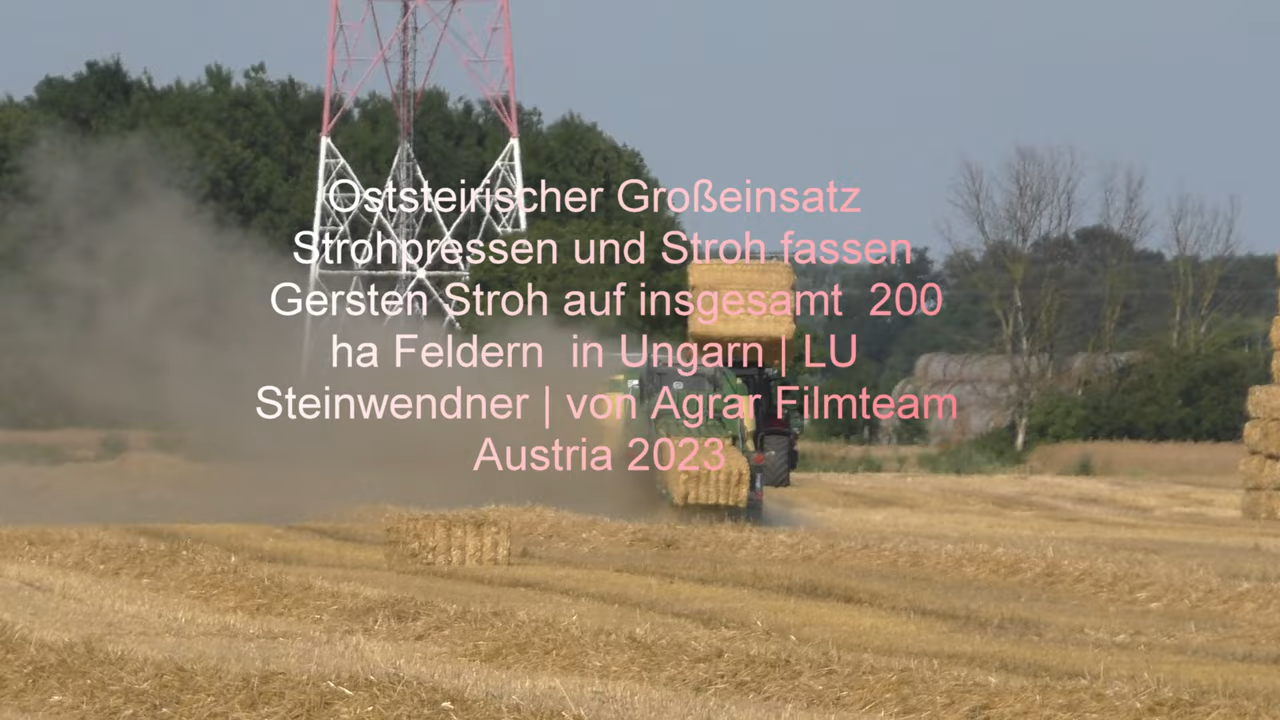 Oststeirischer Großeinsatz
Strohpressen und Stroh fassen
Gersten Stroh auf insgesamt  200
ha Feldern  in Ungarn | LU
Steinwendner | von Agrar Filmteam
Austria 2023